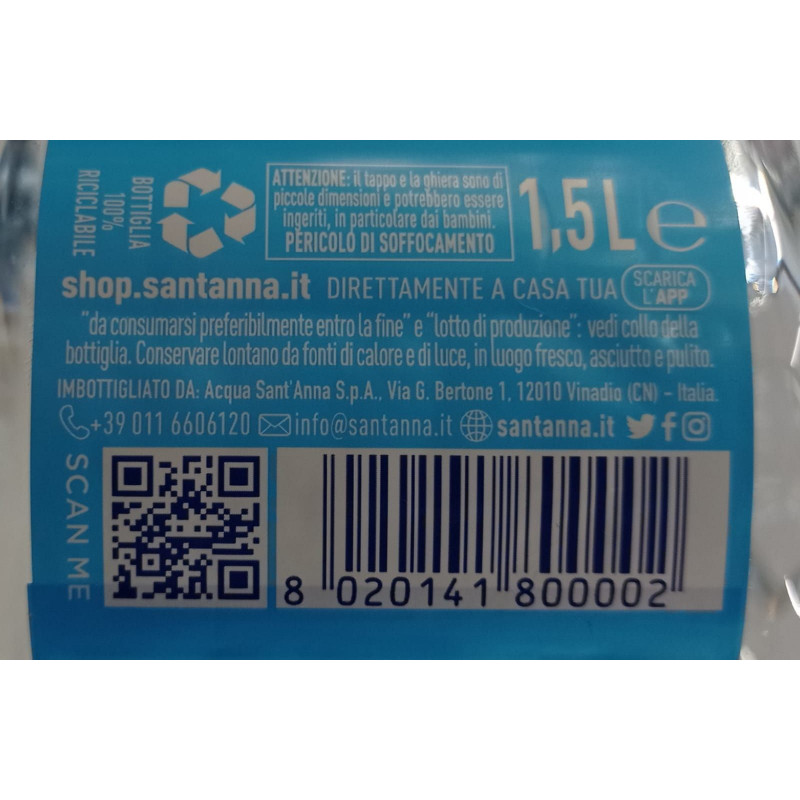 BOTTIGLIA
100%
RICICLABILE
ATTENZIONE: il tappo e la ghiera sono di
piccole dimensioni e potrebbero essere
ingeriti, in particolare dai bambini.
PERICOLO DI SOFFOCAMENTO
1,5 L e
shop.santanna.it DIRETTAMENTE A CASA TUA
SCARICA
L'APP
"da consumarsi preferibilmente entro la fine" e "lotto di produzione": vedi collo della
bottiglia. Conservare lontano da fonti di calore e di luce, in luogo fresco, asciutto e pulito.
IMBOTTIGLIATO DA: Acqua Sant'Anna S.p.A., Via G. Bertone 1, 12010 Vinadio (CN) - Italia.
+39 011 6606120 info@santanna.it santanna.it
SCAN ME
8 020141 800002